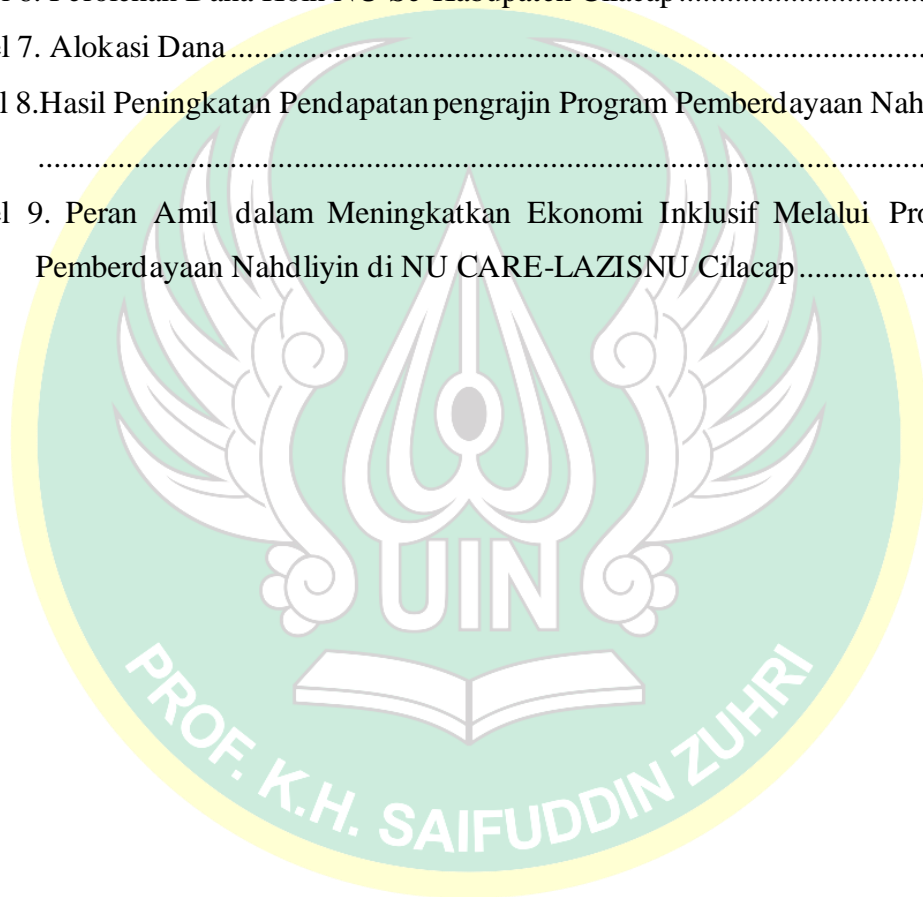 6. Perolehan Dana Koin NU Se-Kabupaten Cilacap
el 7. Alokasi Dana
l 8.Hasil Peningkatan Pendapatan pengrajin Program Pemberdayaan Nah
el 9. Peran Amil dalam Meningkatkan Ekonomi Inklusif Melalui Pro
Pemberdayaan Nahdliyin di NU CARE-LAZISNU Cilacap
UIN
PROF. K.H. SAIFUDDIN ZUHRI